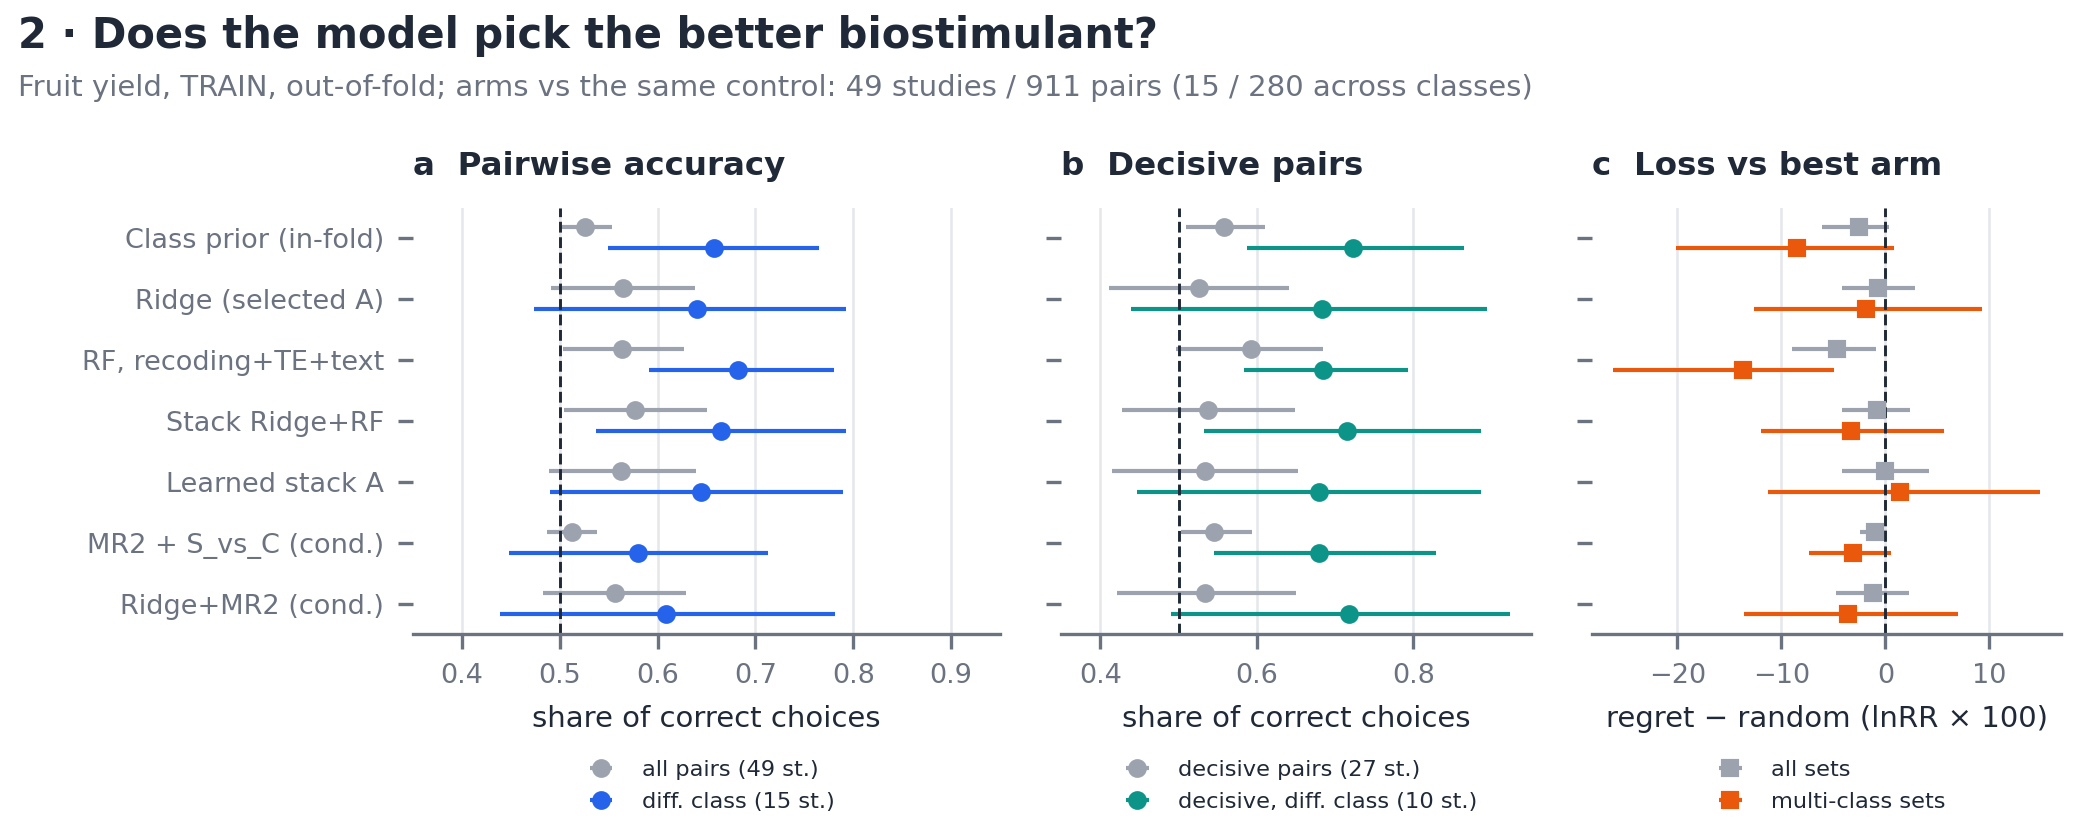 2 · Does the model pick the better biostimulant?
Fruit yield, TRAIN, out-of-fold; arms vs the same control: 49 studies / 911 pairs (15 / 280 across classes)
a Pairwise accuracy
b Decisive pairs
c Loss vs best arm
Class prior (in-fold)
Ridge (selected A)
RF, recoding+TE+text
Stack Ridge+RF
Learned stack A
MR2 + S_vs_C (cond.)
Ridge+MR2 (cond.)
0.4 0.5 0.6 0.7 0.8 0.9
0.4 0.6 0.8
−20 −10 0 10
share of correct choices
share of correct choices
regret − random (lnRR × 100)
all pairs (49 st.)
diff. class (15 st.)
decisive pairs (27 st.)
decisive, diff. class (10 st.)
all sets
multi-class sets